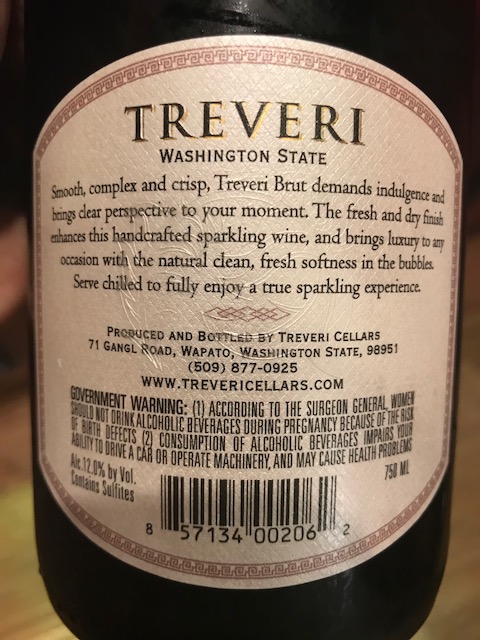 TREVERI
WASHINGTON STATE
Smooth, complex and crisp, Treveri Brut demands indulgence and
brings clear perspective to your moment. The fresh and dry finish
enhances this handcrafted sparkling wine, and brings luxury to any
occasion with the natural clean, fresh softness in the bubbles.
Serve chilled to fully enjoy a true sparkling experience.
PRODUCED AND BOTTLED BY TREVERI CELLARS
71 GANGL ROAD, WAPATO, WASHINGTON STATE, 98951
(509) 877-0925
WWW.TREVERICELLARS.COM
GOVERNMENT WARNING: (1) ACCORDING TO THE SURGEON GENERAL, WOMEN
SHOULD NOT DRINK ALCOHOLIC BEVERAGES DURING PREGNANCY BECAUSE OF THE RISK
OF BIRTH DEFECTS (2) CONSUMPTION OF ALCOHOLIC BEVERAGES IMPAIRS YOUR
ABILITY TO DRIVE A CAR OR OPERATE MACHINERY, AND MAY CAUSE HEALTH PROBLEMS
Alc.12.0% by Vol.
Contains Sulfites
750 ML
8 57134 00206 2